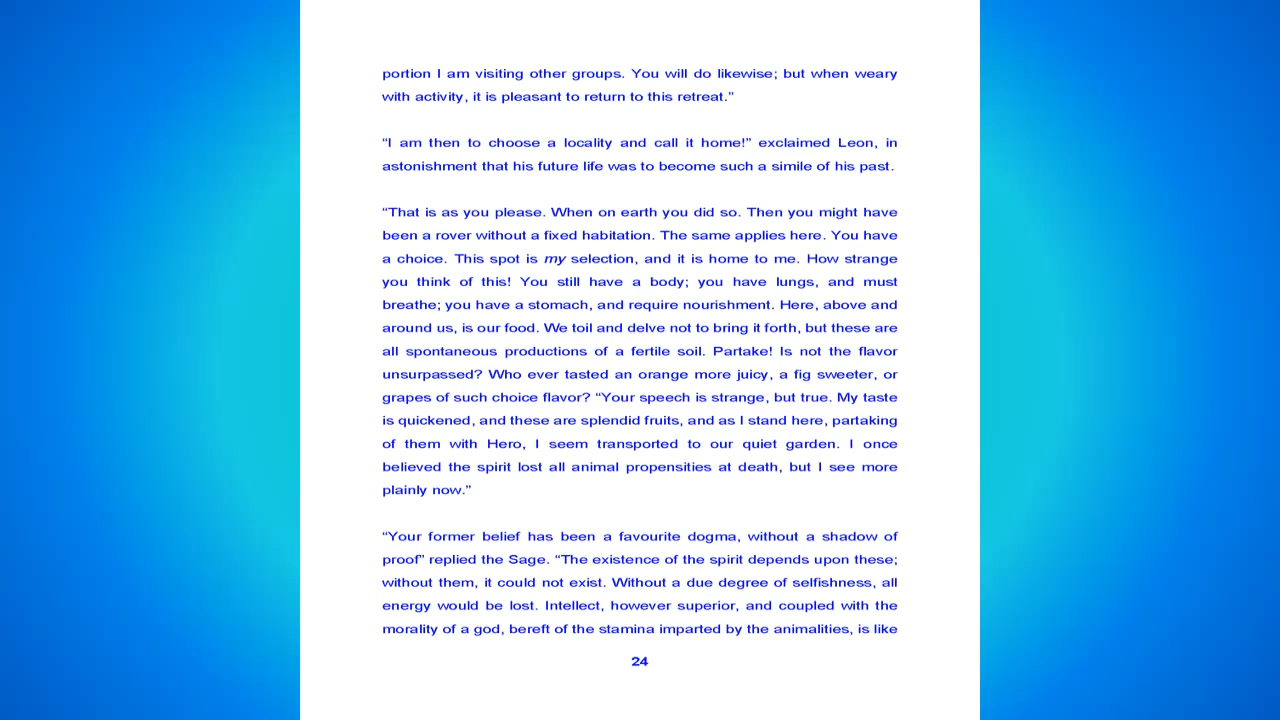 portion I am visiting other groups. You will do likewise; but when weary
with activity, it is pleasant to return to this retreat.”
“I am then to choose a locality and call it home!” exclaimed Leon, in
astonishment that his future life was to become such a simile of his past.
“That is as you please. When on earth you did so. Then you might have
been a rover without a fixed habitation. The same applies here. You have
a choice. This spot is my selection, and it is home to me. How strange
you think of this! You still have a body; you have lungs, and must
breathe; you have a stomach, and require nourishment. Here, above and
around us, is our food. We toil and delve not to bring it forth, but these are
all spontaneous productions of a fertile soil. Partake! Is not the flavor
unsurpassed? Who ever tasted an orange more juicy, a fig sweeter, or
grapes of such choice flavor? “Your speech is strange, but true. My taste
is quickened, and these are splendid fruits, and as I stand here, partaking
of them with Hero, I seem transported to our quiet garden. I once
believed the spirit lost all animal propensities at death, but I see more
plainly now.”
“Your former belief has been a favourite dogma, without a shadow of
proof” replied the Sage. “The existence of the spirit depends upon these;
without them, it could not exist. Without a due degree of selfishness, all
energy would be lost. Intellect, however superior, and coupled with the
morality of a god, bereft of the stamina imparted by the animalities, is like
24